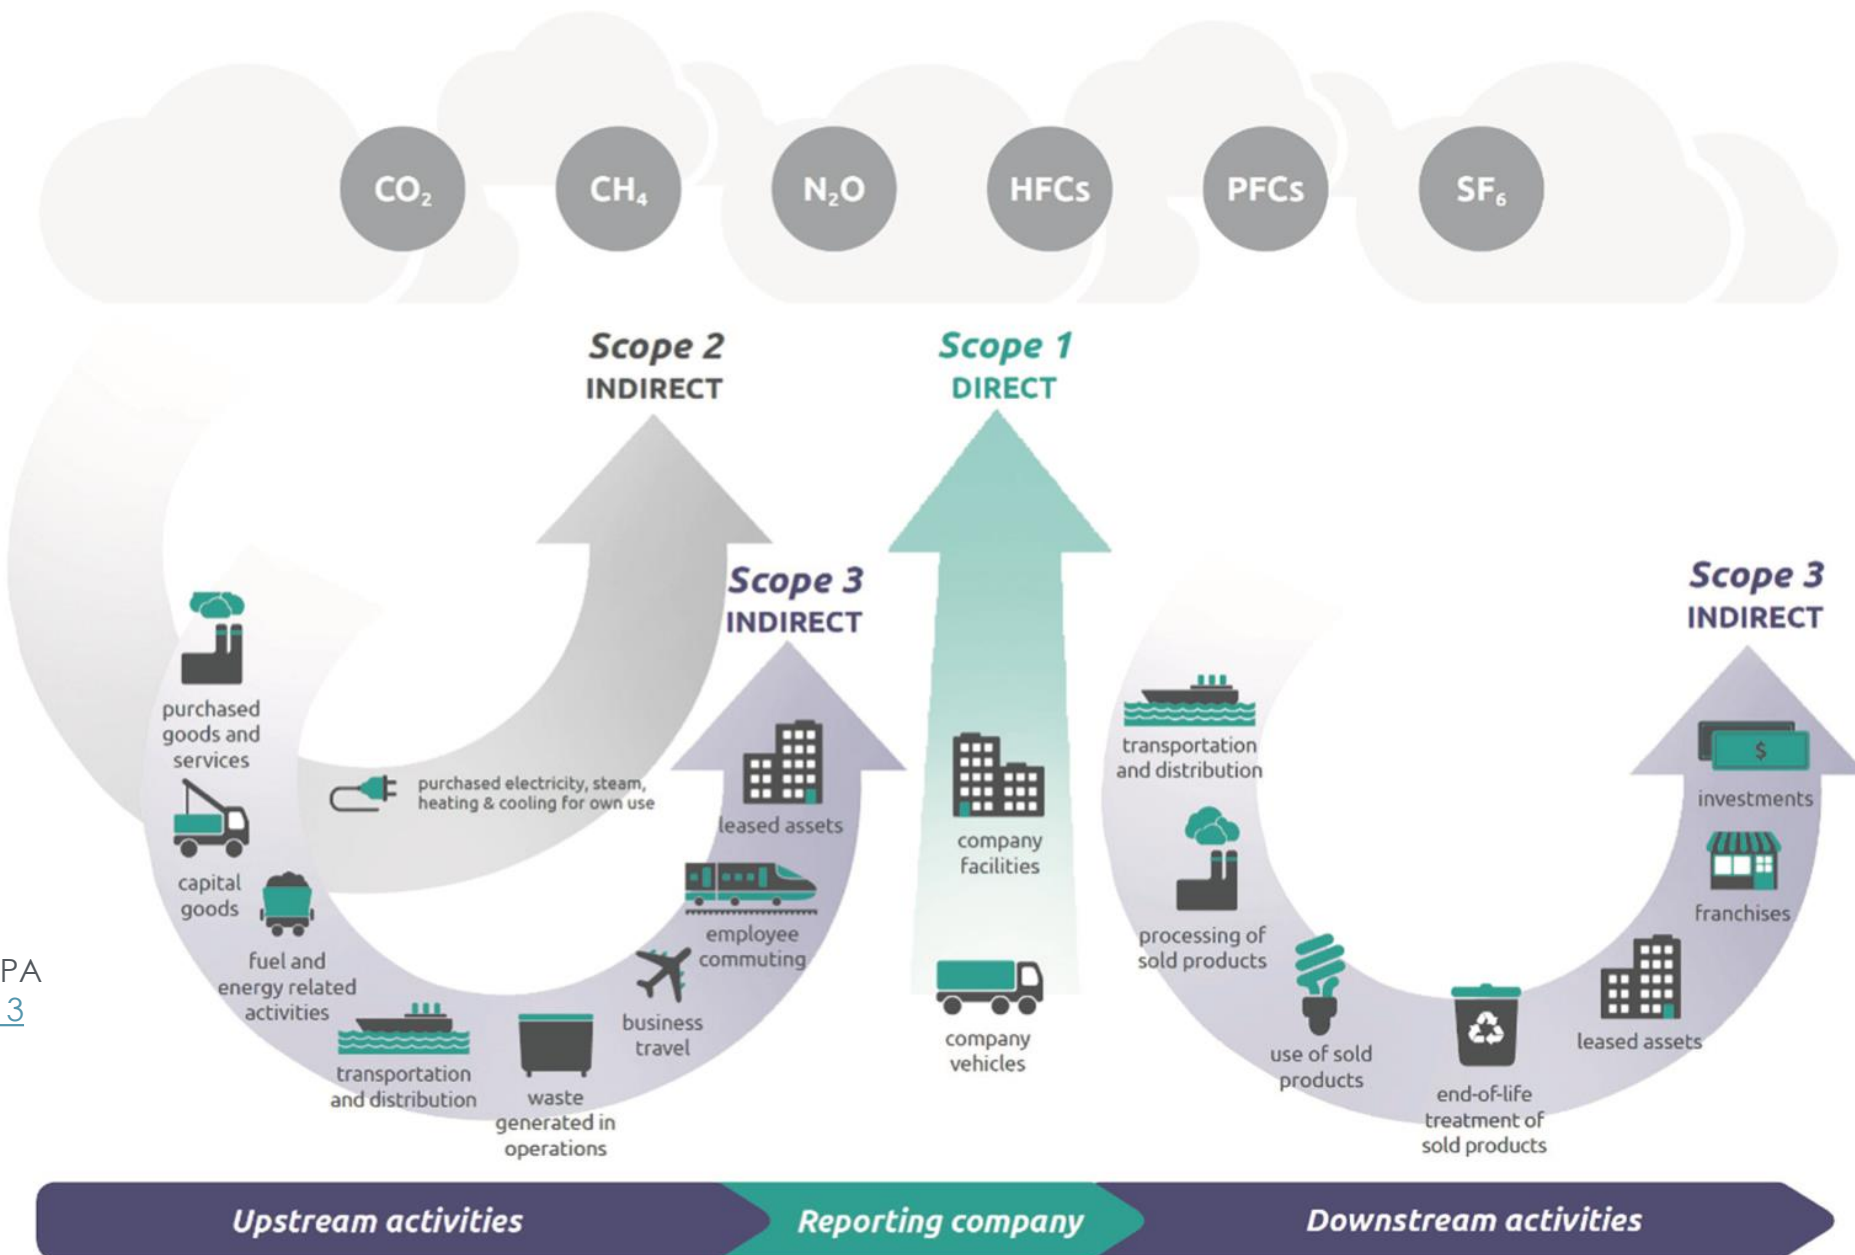 CO₂
CH₄
N₂O
HFCs
PFCs
SF₆
Scope 2
INDIRECT
Scope 1
DIRECT
Scope 3
INDIRECT
Scope 3
INDIRECT
purchased
goods and
services
capital
goods
fuel and
energy related
activities
transportation
and distribution
waste
generated in
operations
business
travel
employee
commuting
leased assets
purchased electricity, steam,
heating & cooling for own use
company
facilities
company
vehicles
transportation
and distribution
processing of
sold products
use of sold
products
end-of-life
treatment of
sold products
leased assets
franchises
investments
$
PA
3
Upstream activities
Reporting company
Downstream activities